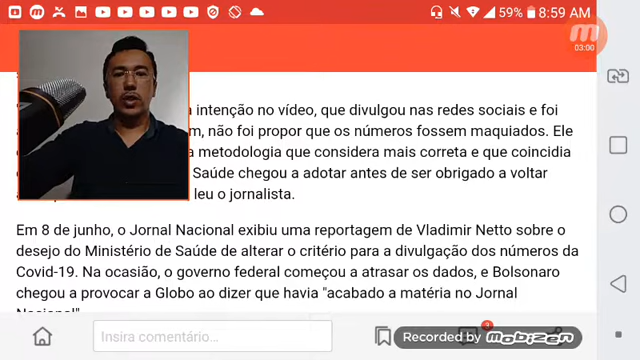 59% 8:59 AM
03:00
a intenção no vídeo, que divulgou nas redes sociais e foi
não foi propor que os números fossem maquiados. Ele
metodologia que considera mais correta e que coincidia
Saúde chegou a adotar antes de ser obrigado a voltar
leu o jornalista.
Em 8 de junho, o Jornal Nacional exibiu uma reportagem de Vladimir Netto sobre o
desejo do Ministério de Saúde de alterar o critério para a divulgação dos números da
Covid-19. Na ocasião, o governo federal começou a atrasar os dados, e Bolsonaro
chegou a provocar a Globo ao dizer que havia "acabado a matéria no Jornal
Nacional"
Insira comentário...
Recorded by mobizen